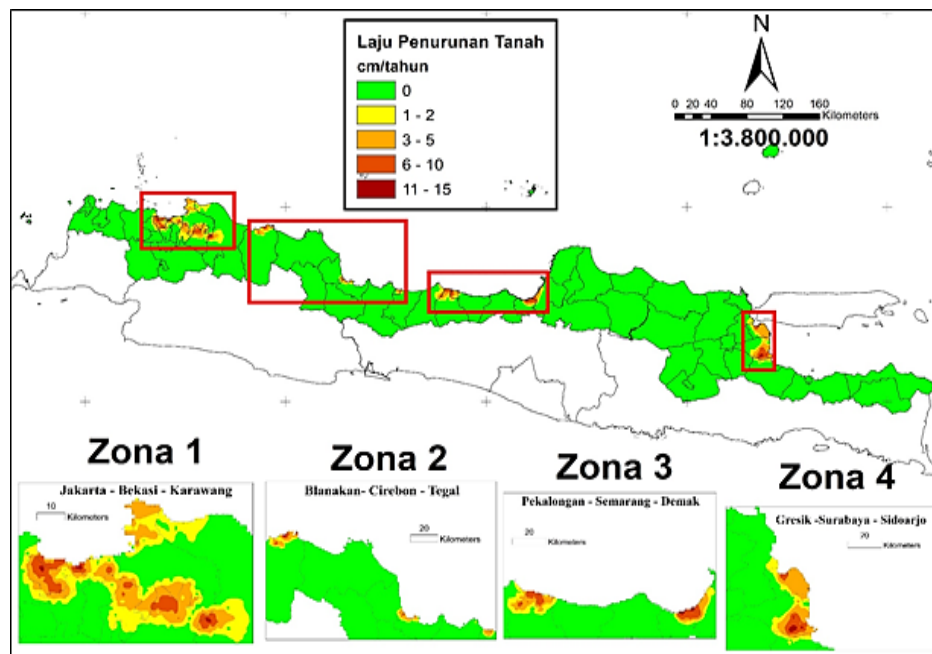 Laju Penurunan Tanah
cm/tahun
0
1 - 2
3 - 5
6 - 10
11 - 15
N
0 20 40 80 120 160
Kilometers
1:3.800.000
Zona 1
Zona 2
Zona 3
Zona 4
Jakarta - Bekasi - Karawang
10
Kilometers
Blanakan- Cirebon - Tegal
20
Kilometers
Pekalongan - Semarang - Demak
20
Kilometers
Gresik -Surabaya - Sidoarjo
20
Kilometers